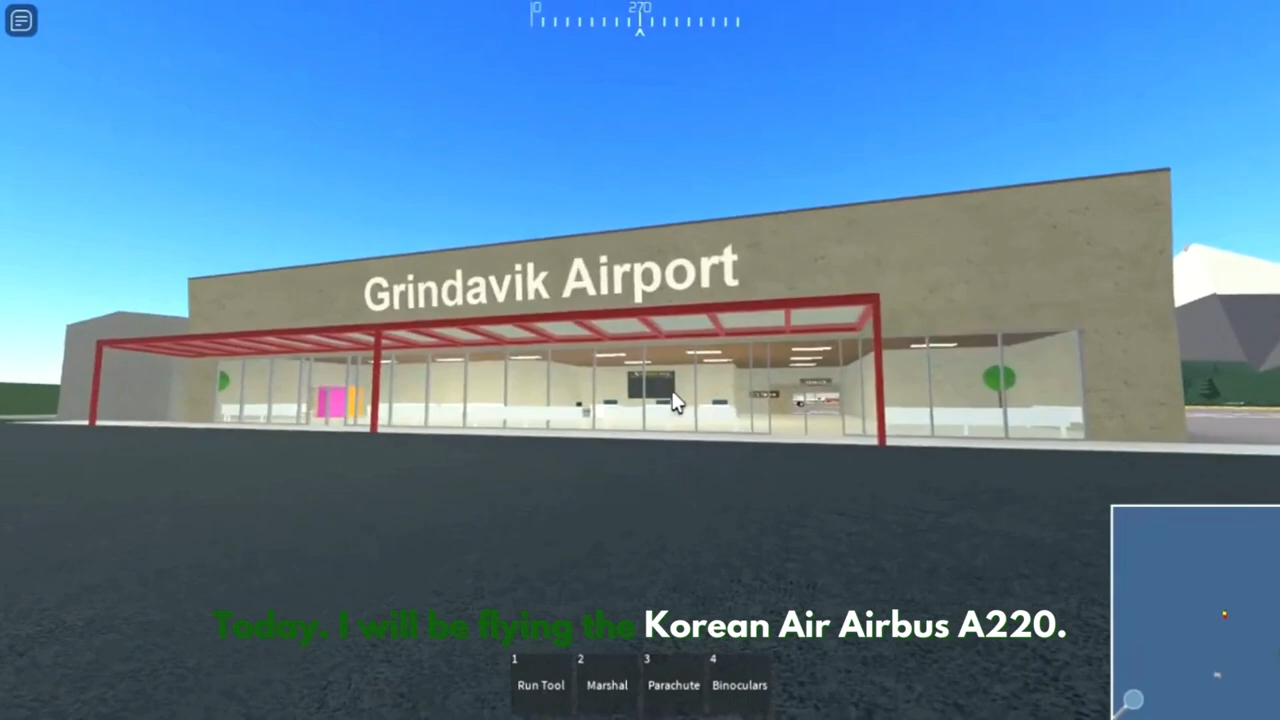 0 270
Grindavik Airport
Today. I will be flying the Korean Air Airbus A220.
1 2 3 4
Run Tool Marshal Parachute Binoculars